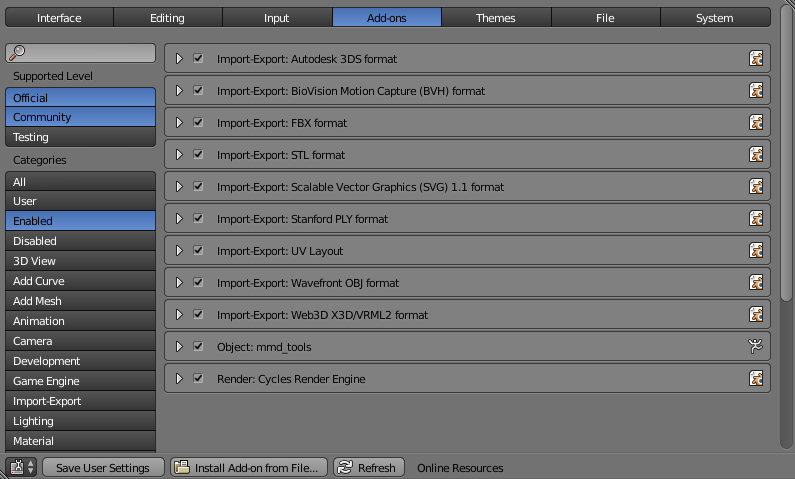 Interface Editing Input Add-ons Themes File System
Supported Level
Official
Community
Testing
Categories
All
User
Enabled
Disabled
3D View
Add Curve
Add Mesh
Animation
Camera
Development
Game Engine
Import-Export
Lighting
Material
Import-Export: Autodesk 3DS format
Import-Export: BioVision Motion Capture (BVH) format
Import-Export: FBX format
Import-Export: STL format
Import-Export: Scalable Vector Graphics (SVG) 1.1 format
Import-Export: Stanford PLY format
Import-Export: UV Layout
Import-Export: Wavefront OBJ format
Import-Export: Web3D X3D/VRML2 format
Object: mmd_tools
Render: Cycles Render Engine
Save User Settings Install Add-on from File... Refresh Online Resources